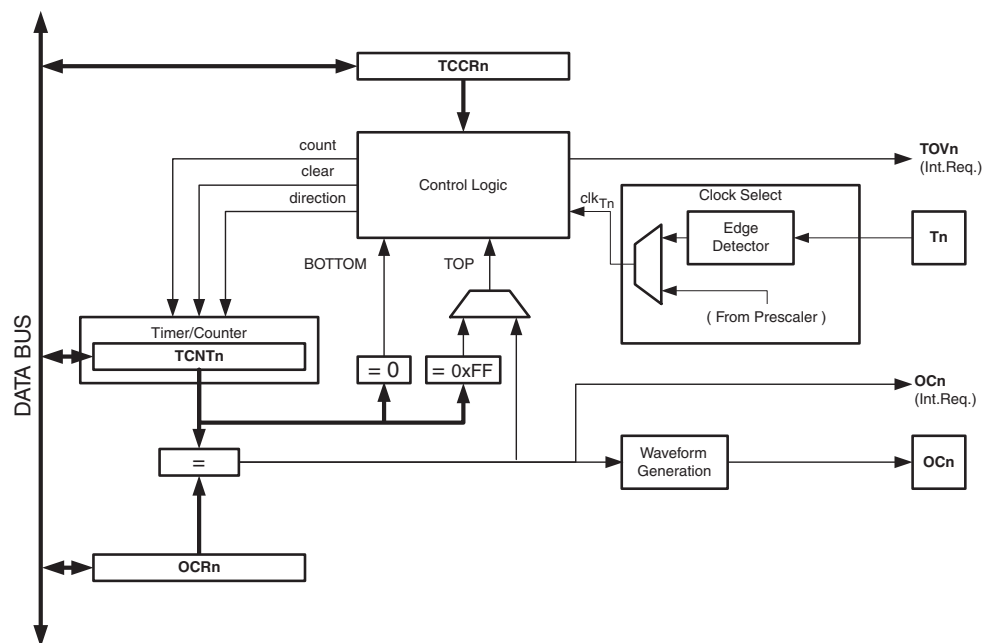 TCCRn
count
clear
direction
Control Logic
TOVn
(Int.Req.)
clkTn
Clock Select
Edge
Detector
Tn
( From Prescaler )
BOTTOM
TOP
Timer/Counter
TCNTn
= 0
= 0xFF
OCn
(Int.Req.)
=
Waveform
Generation
OCn
OCRn
DATA BUS